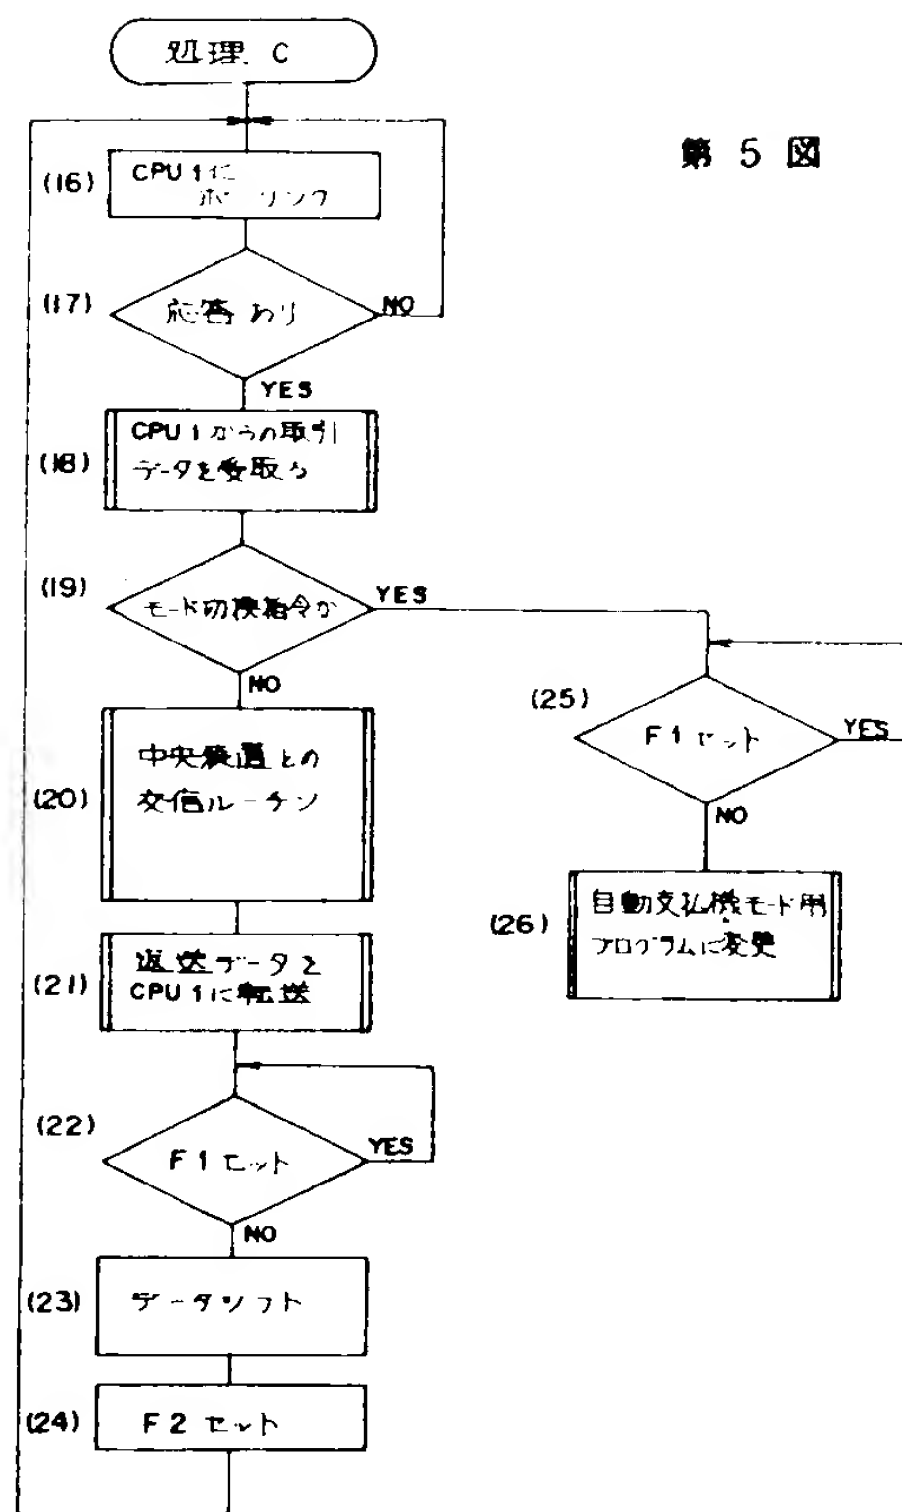 処理 C
第 5 図
(16)
CPU 1 に
ポーリング
(17)
応答 あり
NO
YES
(18)
CPU 1 からの取引
データを受取る
(19)
モード切換指令か
YES
NO
(20)
中央装置との
交信ルーチン
(21)
返送データを
CPU 1 に転送
(22)
F 1 セット
YES
NO
(23)
データシフト
(24)
F 2 セット
(25)
F 1 セット
YES
NO
(26)
自動支払機モード用
プログラムに変更